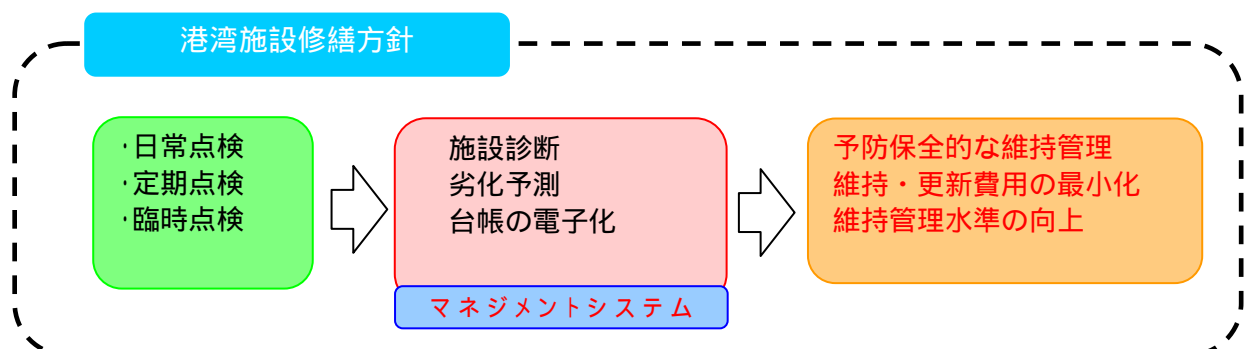 港湾施設修繕方針
・日常点検
・定期点検
・臨時点検
施設診断
劣化予測
台帳の電子化
マネジメントシステム
予防保全的な維持管理
維持・更新費用の最小化
維持管理水準の向上